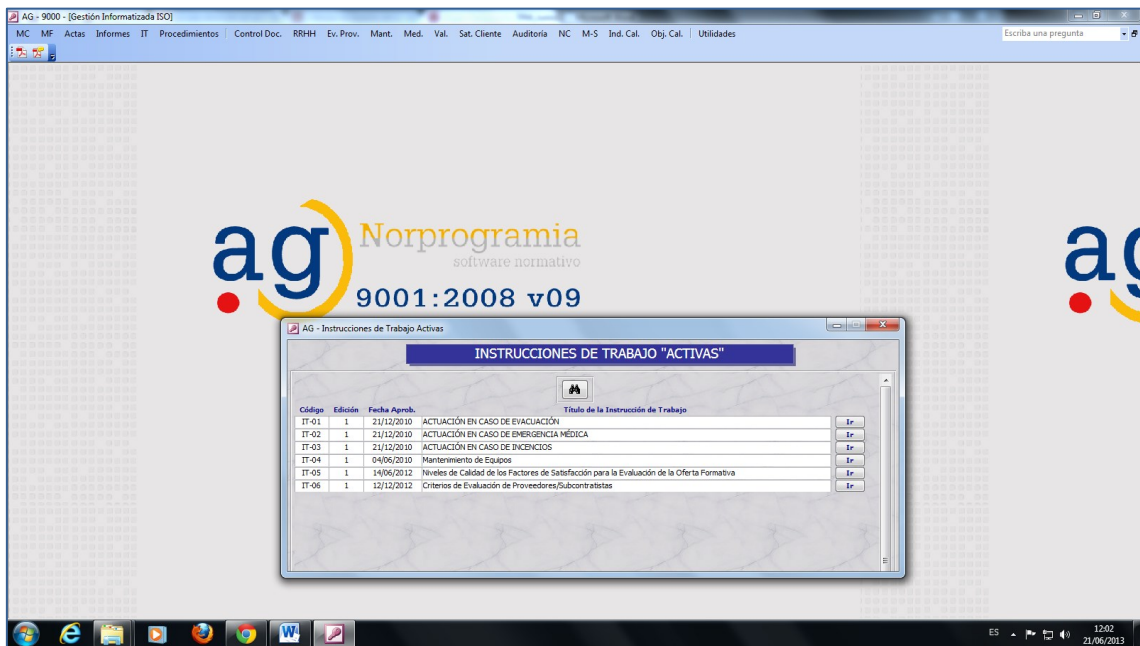 AG - 9000 - [Gestión Informatizada ISO]
MC MF Actas Informes IT Procedimientos Control Doc. RRHH Ev. Prov. Mant. Med. Val. Sat. Cliente Auditoría NC M-S Ind. Cal. Obj. Cal. Utilidades Escriba una pregunta
ag Norprogramia
software normativo
9001:2008 v09
ag
AG - Instrucciones de Trabajo Activas
INSTRUCCIONES DE TRABAJO "ACTIVAS"
Código Edición Fecha Aprob. Título de la Instrucción de Trabajo
IT-01 1 21/12/2010 ACTUACIÓN EN CASO DE EVACUACIÓN Ir
IT-02 1 21/12/2010 ACTUACIÓN EN CASO DE EMERGENCIA MÉDICA Ir
IT-03 1 21/12/2010 ACTUACIÓN EN CASO DE INCENCIOS Ir
IT-04 1 04/06/2010 Mantenimiento de Equipos Ir
IT-05 1 14/06/2012 Niveles de Calidad de los Factores de Satisfacción para la Evaluación de la Oferta Formativa Ir
IT-06 1 12/12/2012 Criterios de Evaluación de Proveedores/Subcontratistas Ir
ES 12:02
21/06/2013